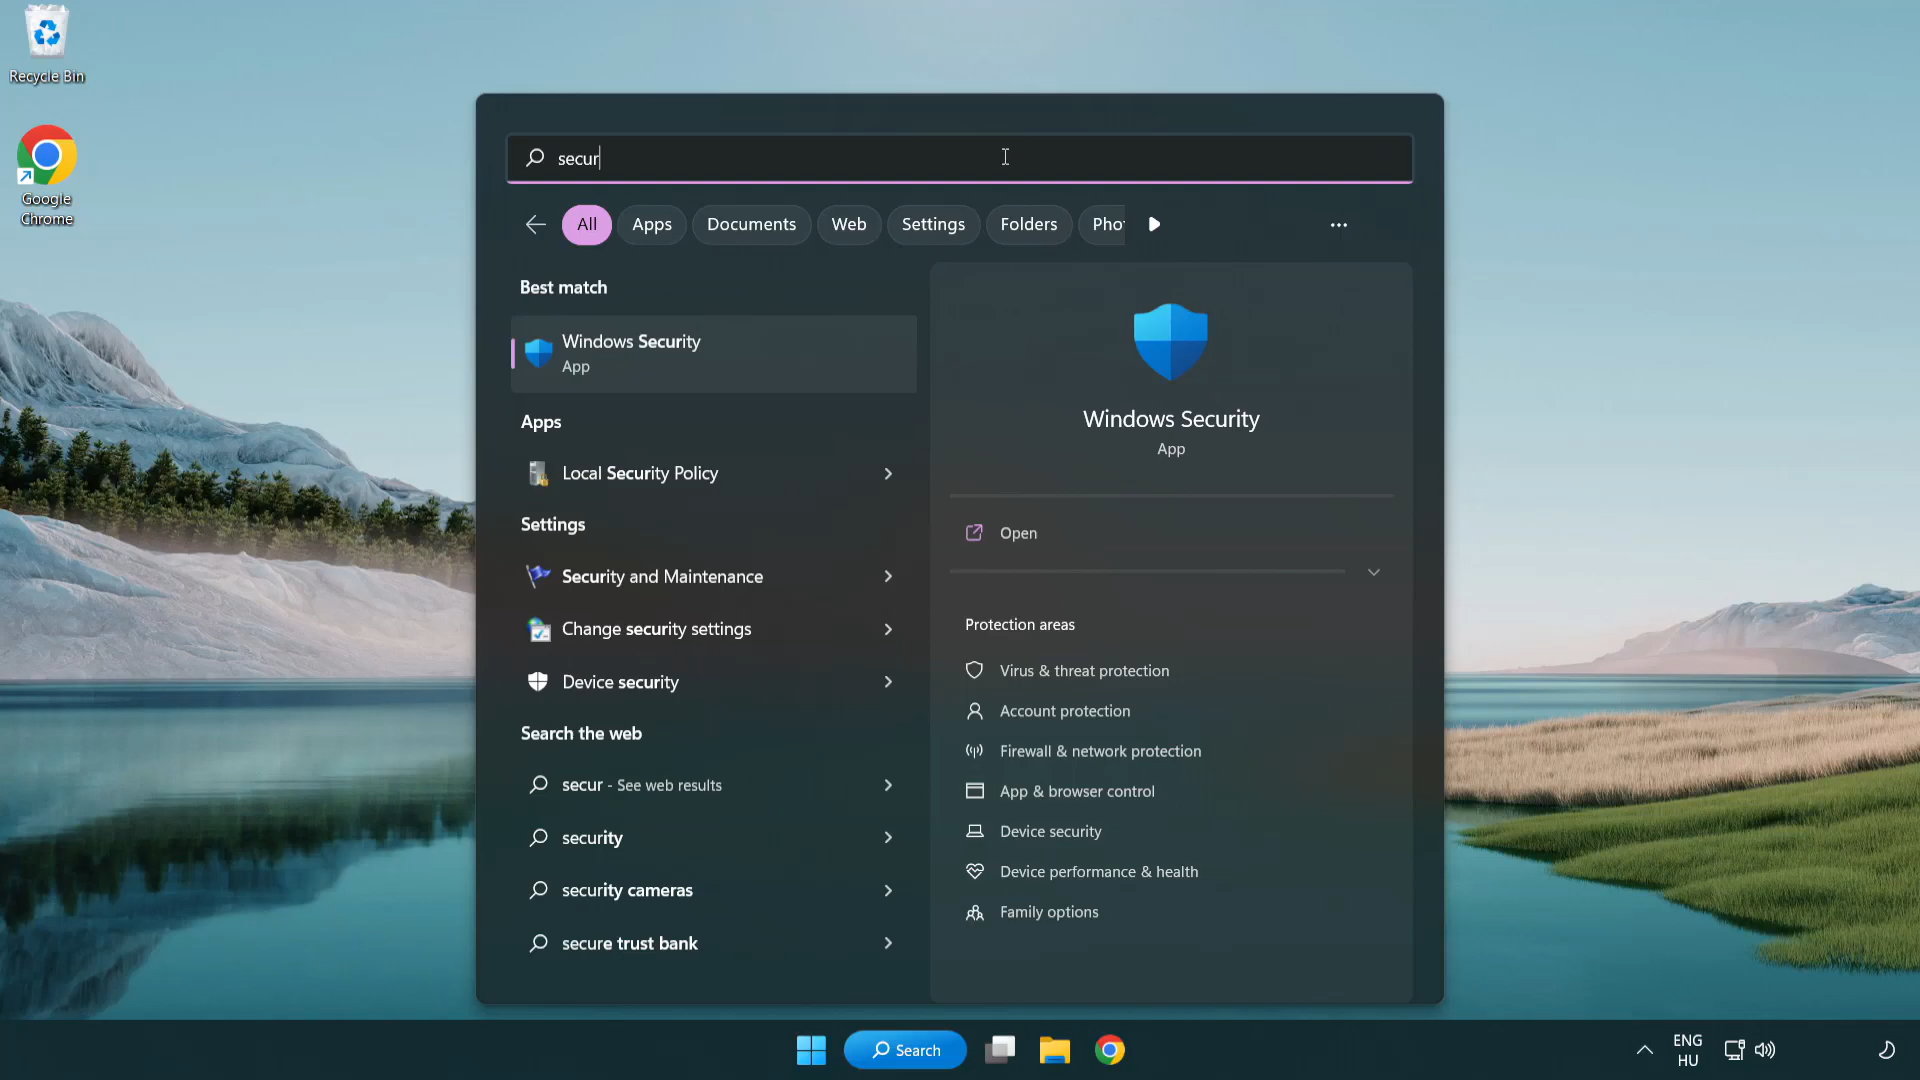 Recycle Bin
Google
Chrome
secur
All
Apps
Documents
Web
Settings
Folders
Pho
Best match
Windows Security
App
Apps
Local Security Policy
Settings
Security and Maintenance
Change security settings
Device security
Search the web
secur - See web results
security
security cameras
secure trust bank
Windows Security
App
Open
Protection areas
Virus & threat protection
Account protection
Firewall & network protection
App & browser control
Device security
Device performance & health
Family options
Search
ENG
HU